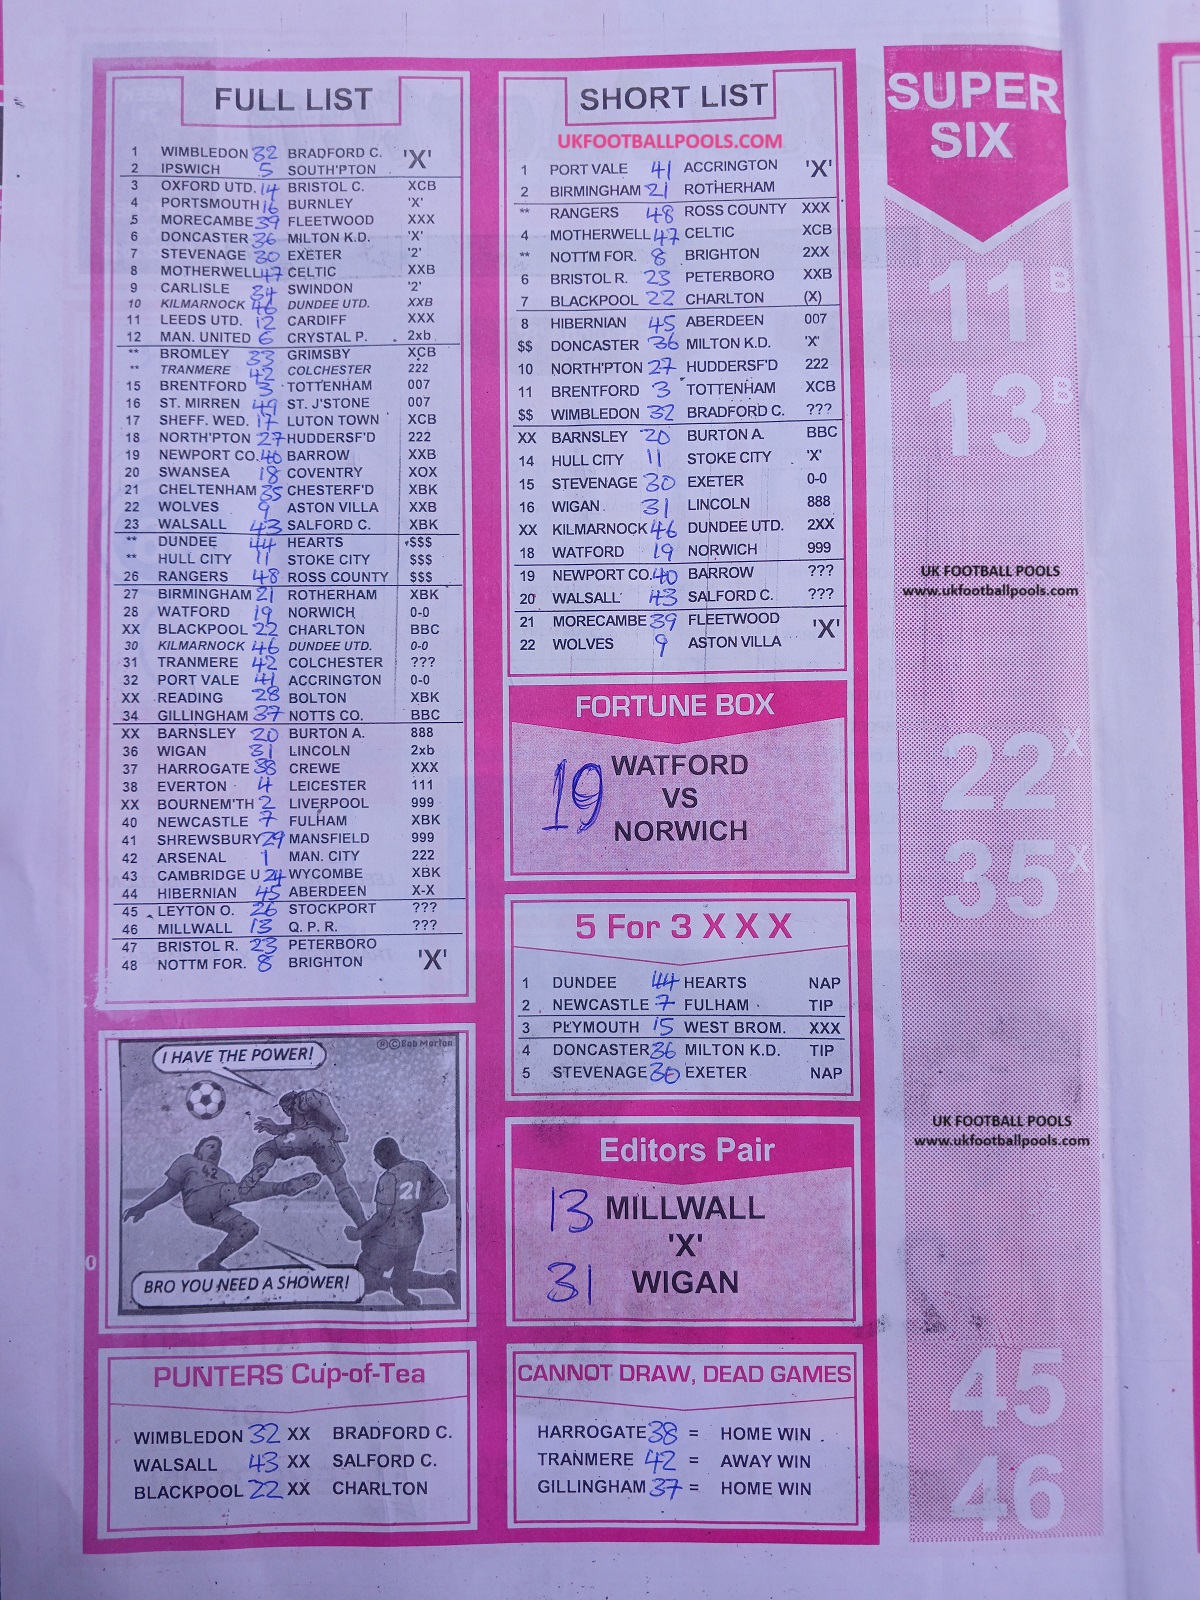 FULL LIST
1 WIMBLEDON 32 BRADFORD C. 'X'
2 IPSWICH 5 SOUTH'PTON
3 OXFORD UTD. 14 BRISTOL C. XCB
4 PORTSMOUTH 16 BURNLEY 'X'
5 MORECAMBE 39 FLEETWOOD XXX
6 DONCASTER 36 MILTON K.D. 'X'
7 STEVENAGE 30 EXETER '2'
8 MOTHERWELL 47 CELTIC XXB
9 CARLISLE 34 SWINDON '2'
10 KILMARNOCK 46 DUNDEE UTD. XXB
11 LEEDS UTD. 12 CARDIFF XXX
12 MAN. UNITED 6 CRYSTAL P. 2xb
** BROMLEY 33 GRIMSBY XCB
** TRANMERE 42 COLCHESTER 222
15 BRENTFORD 3 TOTTENHAM 007
16 ST. MIRREN 49 ST. J'STONE 007
17 SHEFF. WED. 17 LUTON TOWN XCB
18 NORTH'PTON 27 HUDDERSF'D 222
19 NEWPORT CO. 40 BARROW XXB
20 SWANSEA 18 COVENTRY XOX
21 CHELTENHAM 35 CHESTERF'D XBK
22 WOLVES 9 ASTON VILLA XXB
23 WALSALL 43 SALFORD C. XBK
** DUNDEE 44 HEARTS $$$
** HULL CITY 11 STOKE CITY $$$
26 RANGERS 48 ROSS COUNTY $$$
27 BIRMINGHAM 21 ROTHERHAM XBK
28 WATFORD 19 NORWICH 0-0
XX BLACKPOOL 22 CHARLTON BBC
30 KILMARNOCK 46 DUNDEE UTD. 0-0
31 TRANMERE 42 COLCHESTER ???
32 PORT VALE 41 ACCRINGTON 0-0
XX READING 28 BOLTON XBK
34 GILLINGHAM 37 NOTTS CO. BBC
XX BARNSLEY 20 BURTON A. 888
36 WIGAN 31 LINCOLN 2xb
37 HARROGATE 38 CREWE XXX
38 EVERTON 4 LEICESTER 111
XX BOURNEM'TH 2 LIVERPOOL 999
40 NEWCASTLE 7 FULHAM XBK
41 SHREWSBURY 29 MANSFIELD 999
42 ARSENAL 1 MAN. CITY 222
43 CAMBRIDGE U 24 WYCOMBE XBK
44 HIBERNIAN 45 ABERDEEN X-X
45 LEYTON O. 26 STOCKPORT ???
46 MILLWALL 13 Q. P. R. ???
47 BRISTOL R. 23 PETERBORO
48 NOTTM FOR. 8 BRIGHTON 'X'
I HAVE THE POWER!
®©Bob Morton
42
21
BRO YOU NEED A SHOWER!
PUNTERS Cup-of-Tea
WIMBLEDON 32 XX BRADFORD C.
WALSALL 43 XX SALFORD C.
BLACKPOOL 22 XX CHARLTON
SHORT LIST
UKFOOTBALLPOOLS.COM
1 PORT VALE 41 ACCRINGTON 'X'
2 BIRMINGHAM 21 ROTHERHAM
** RANGERS 48 ROSS COUNTY XXX
4 MOTHERWELL 47 CELTIC XCB
** NOTTM FOR. 8 BRIGHTON 2XX
6 BRISTOL R. 23 PETERBORO XXB
7 BLACKPOOL 22 CHARLTON (X)
8 HIBERNIAN 45 ABERDEEN 007
$$ DONCASTER 36 MILTON K.D. 'X'
10 NORTH'PTON 27 HUDDERSF'D 222
11 BRENTFORD 3 TOTTENHAM XCB
$$ WIMBLEDON 32 BRADFORD C. ???
XX BARNSLEY 20 BURTON A. BBC
14 HULL CITY 11 STOKE CITY 'X'
15 STEVENAGE 30 EXETER 0-0
16 WIGAN 31 LINCOLN 888
XX KILMARNOCK 46 DUNDEE UTD. 2XX
18 WATFORD 19 NORWICH 999
19 NEWPORT CO. 40 BARROW ???
20 WALSALL 43 SALFORD C. ???
21 MORECAMBE 39 FLEETWOOD 'X'
22 WOLVES 9 ASTON VILLA
FORTUNE BOX
19 WATFORD
VS
NORWICH
5 For 3 X X X
1 DUNDEE 44 HEARTS NAP
2 NEWCASTLE 7 FULHAM TIP
3 PLYMOUTH 15 WEST BROM. XXX
4 DONCASTER 36 MILTON K.D. TIP
5 STEVENAGE 30 EXETER NAP
Editors Pair
13 MILLWALL
'X'
31 WIGAN
CANNOT DRAW, DEAD GAMES
HARROGATE 38 = HOME WIN
TRANMERE 42 = AWAY WIN
GILLINGHAM 37 = HOME WIN
SUPER
SIX
11 B
13 B
UK FOOTBALL POOLS
www.ukfootballpools.com
22 X
35 X
UK FOOTBALL POOLS
www.ukfootballpools.com
45
46